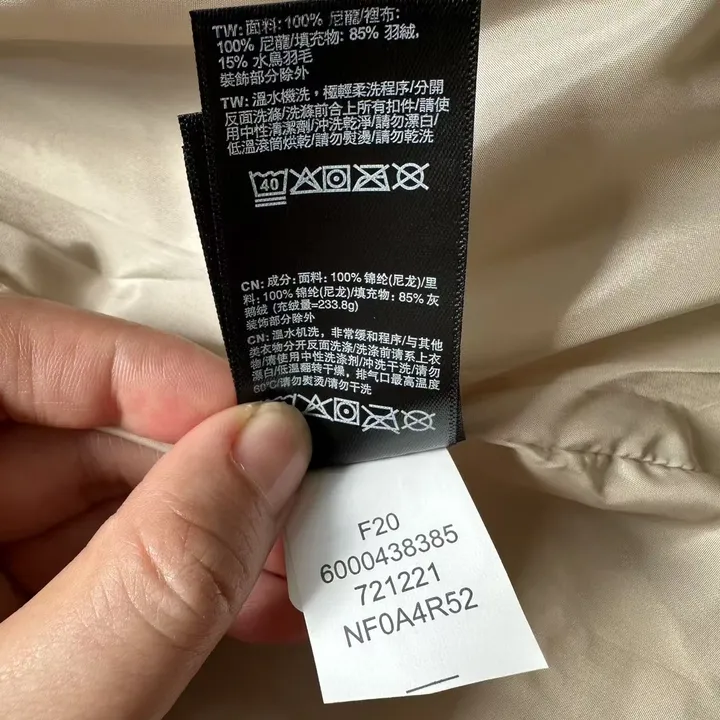 TW: 面料: 100% 尼龍/裡布:
100% 尼龍/填充物: 85% 羽絨,
15% 水鳥羽毛
裝飾部分除外
TW: 溫水機洗，極輕柔洗程序/分開
反面洗滌/洗滌前合上所有扣件/請使
用中性清潔劑/沖洗乾淨/請勿漂白/
低溫滾筒烘乾/請勿熨燙/請勿乾洗
40
CN: 成分: 面料: 100% 锦纶(尼龙)/里
料: 100% 锦纶(尼龙)/填充物: 85% 灰
鹅绒 (充绒量=233.8g)
装饰部分除外
CN: 温水机洗，非常缓和程序/与其他
类衣物分开反面洗涤/洗涤前请系上衣
物/请使用中性洗涤剂/冲洗干净/请勿
漂白/低温翻转干燥，排气口最高温度
60°C/请勿熨烫/请勿干洗
F20
6000438385
721221
NF0A4R52